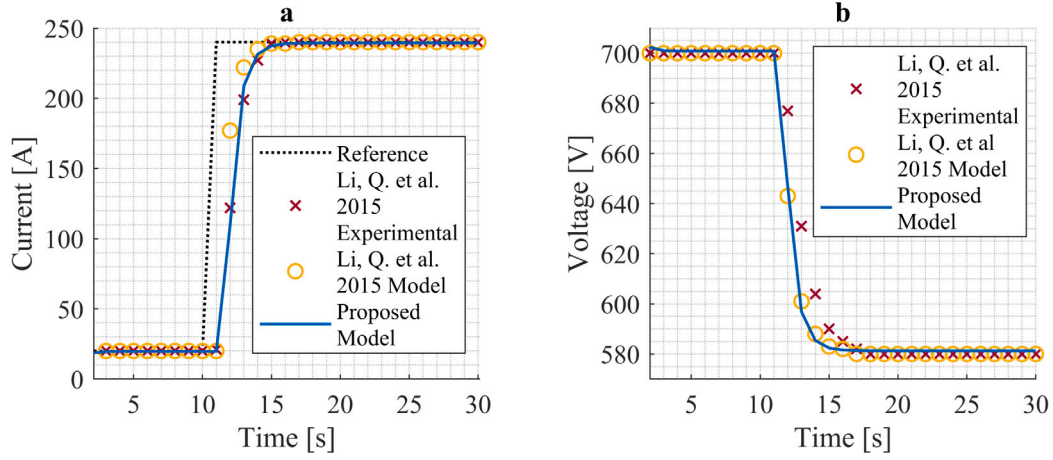 a
250
200
150
100
50
0
Current [A]
5
10
15
20
25
30
Time [s]
Reference
Li, Q. et al.
2015
Experimental
Li, Q. et al.
2015 Model
Proposed
Model
b
700
680
660
640
620
600
580
Voltage [V]
5
10
15
20
25
30
Time [s]
Li, Q. et al.
2015
Experimental
Li, Q. et al
2015 Model
Proposed
Model